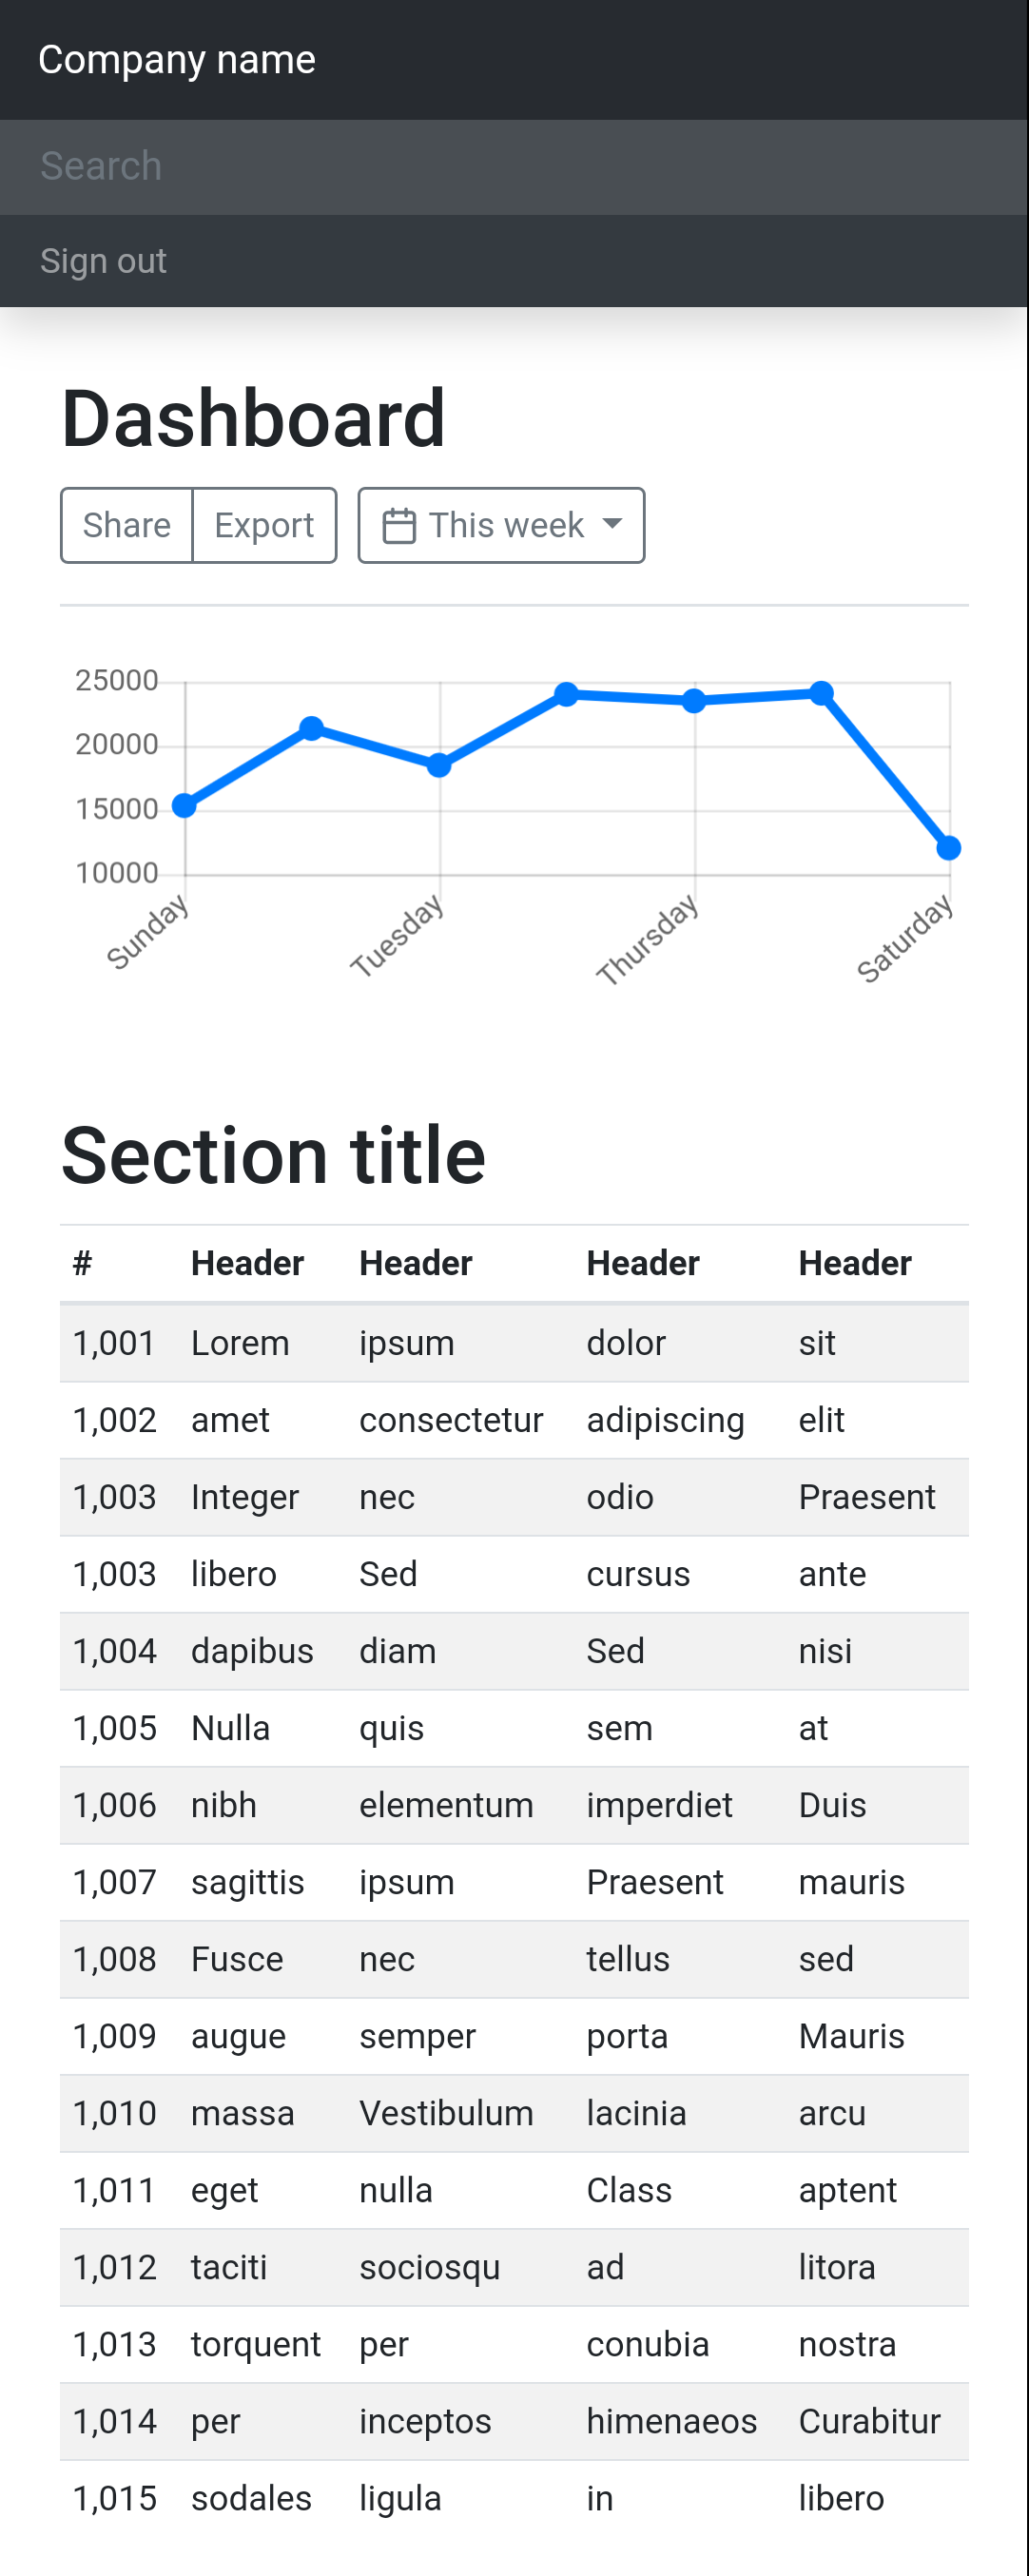 Company name
Search
Sign out
Dashboard
Share Export This week
25000
20000
15000
10000
Sunday Tuesday Thursday Saturday
Section title
# Header Header Header Header
1,001 Lorem ipsum dolor sit
1,002 amet consectetur adipiscing elit
1,003 Integer nec odio Praesent
1,003 libero Sed cursus ante
1,004 dapibus diam Sed nisi
1,005 Nulla quis sem at
1,006 nibh elementum imperdiet Duis
1,007 sagittis ipsum Praesent mauris
1,008 Fusce nec tellus sed
1,009 augue semper porta Mauris
1,010 massa Vestibulum lacinia arcu
1,011 eget nulla Class aptent
1,012 taciti sociosqu ad litora
1,013 torquent per conubia nostra
1,014 per inceptos himenaeos Curabitur
1,015 sodales ligula in libero